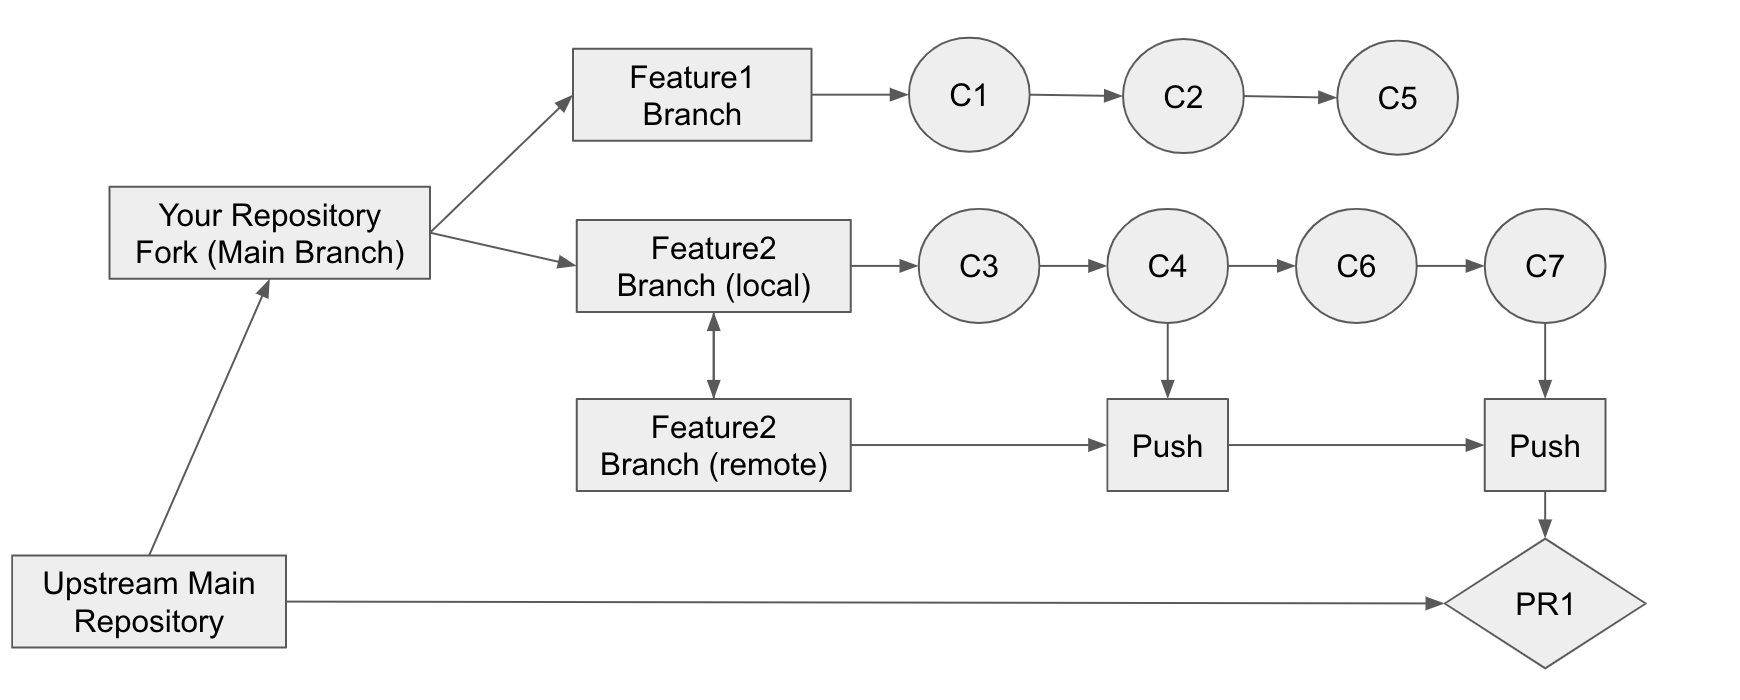 Feature1
Branch
C1
C2
C5
Your Repository
Fork (Main Branch)
Feature2
Branch (local)
C3
C4
C6
C7
Feature2
Branch (remote)
Push
Push
Upstream Main
Repository
PR1